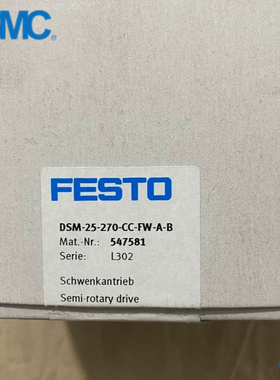 MC
FESTO
DSM-25-270-CC-FW-A-B
Mat.-Nr.: 547581
Serie: L302
Schwenkantrieb
Semi-rotary drive